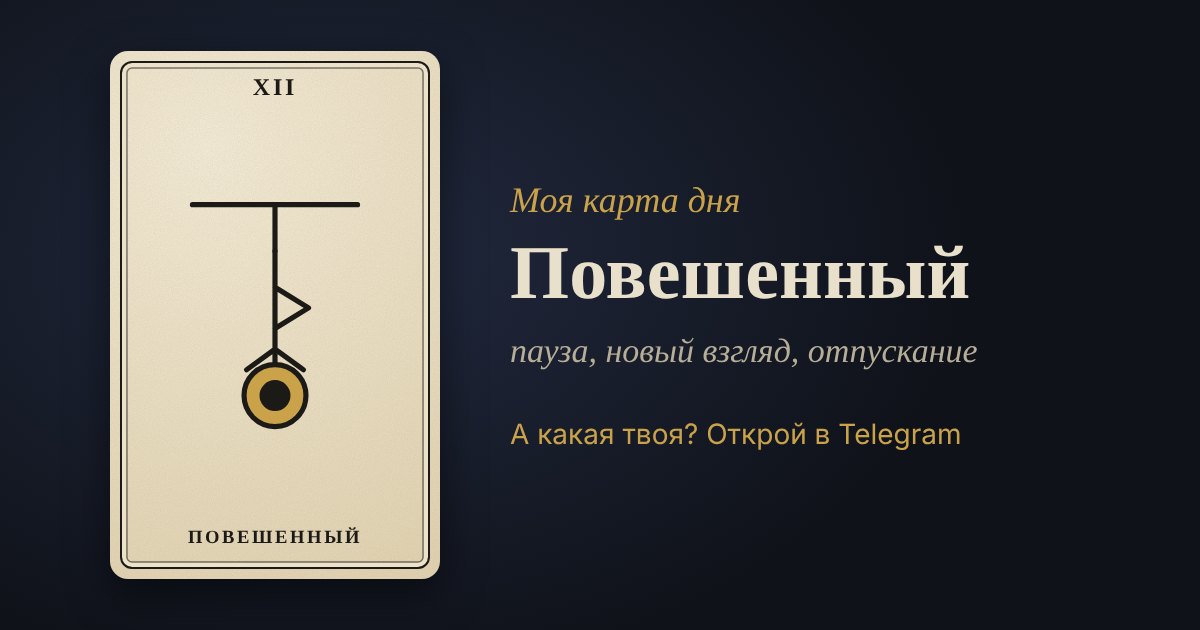 XII
ПОВЕШЕННЫЙ
Моя карта дня
Повешенный
пауза, новый взгляд, отпускание
А какая твоя? Открой в Telegram